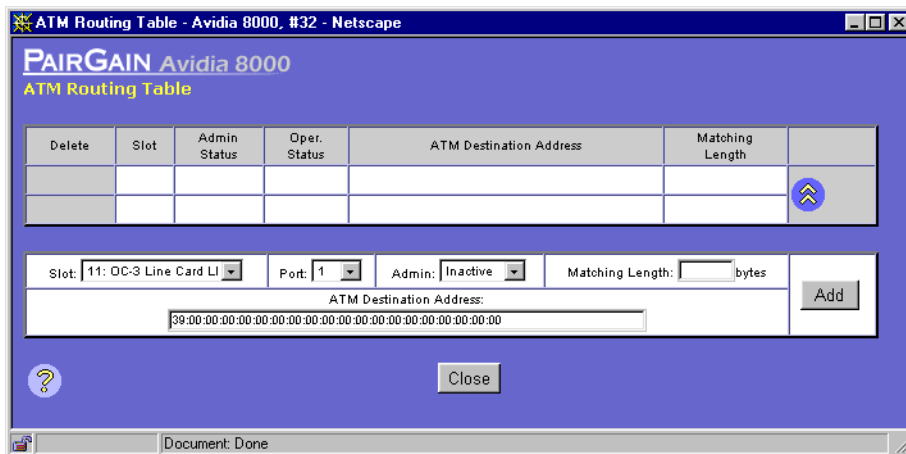 ATM Routing Table - Avidia 8000, #32 - Netscape
PAIRGAIN Avidia 8000
ATM Routing Table
Delete Slot Admin Status Oper. Status ATM Destination Address Matching Length
Slot: 11: OC-3 Line Card LI Port: 1 Admin: Inactive Matching Length: bytes
Add
ATM Destination Address:
39:00:00:00:00:00:00:00:00:00:00:00:00:00:00:00:00:00:00:00
?
Close
Document: Done